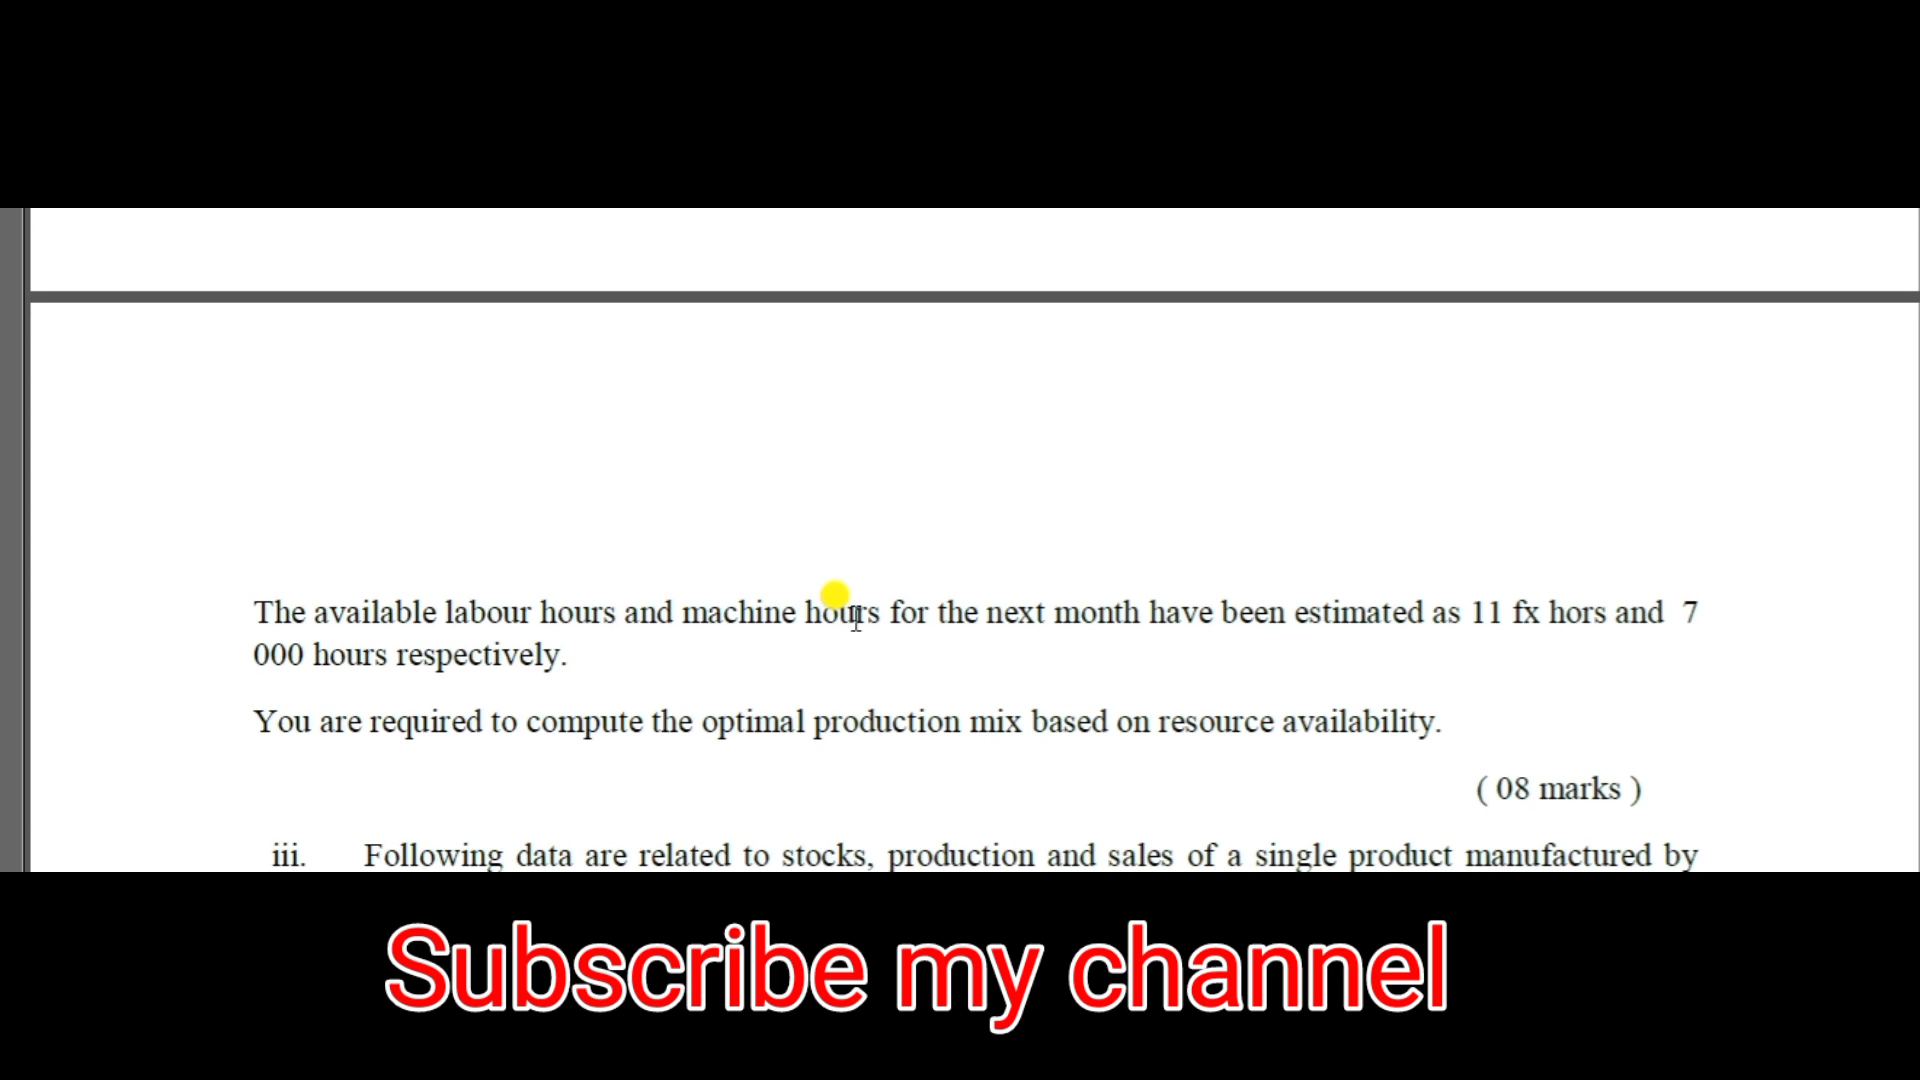 The available labour hours and machine hours for the next month have been estimated as 11 fx hors and 7
000 hours respectively.
You are required to compute the optimal production mix based on resource availability.
( 08 marks )
iii. Following data are related to stocks, production and sales of a single product manufactured by
Subscribe my channel